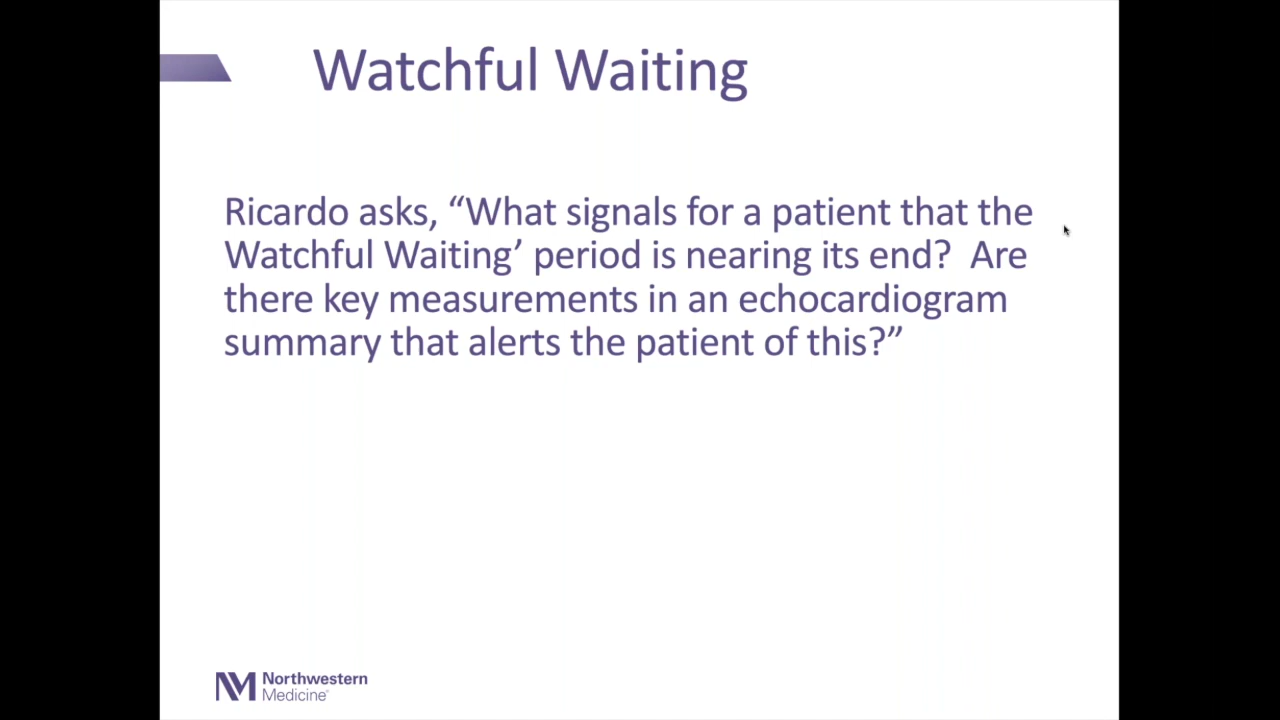 Watchful Waiting
Ricardo asks, “What signals for a patient that the
Watchful Waiting’ period is nearing its end?  Are
there key measurements in an echocardiogram
summary that alerts the patient of this?”
NM Northwestern
Medicine